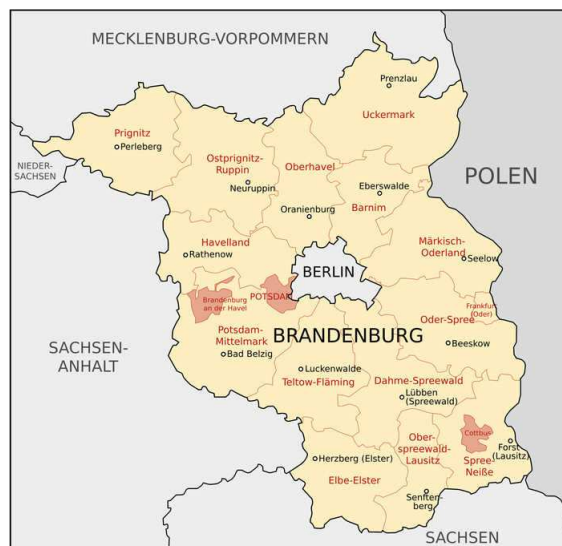 MECKLENBURG-VORPOMMERN
Prenzlau
Uckermark
Prignitz
Perleberg
NIEDER-
SACHSEN
Ostprignitz-
Ruppin
Neuruppin
Oberhavel
Oranienburg
Eberswalde
Barnim
POLEN
Havelland
Rathenow
BERLIN
Märkisch-
Oderland
Seelow
Brandenburg
an der Havel
POTSDAM
Frankfurt
(Oder)
Oder-Spree
Potsdam-
Mittelmark
Bad Belzig
BRANDENBURG
Beeskow
SACHSEN-
ANHALT
Luckenwalde
Teltow-Fläming
Dahme-Spreewald
Lübben
(Spreewald)
Cottbus
Ober-
spreewald-
Lausitz
Forst
(Lausitz)
Spree-
Neiße
Herzberg (Elster)
Elbe-Elster
Senften-
berg
SACHSEN